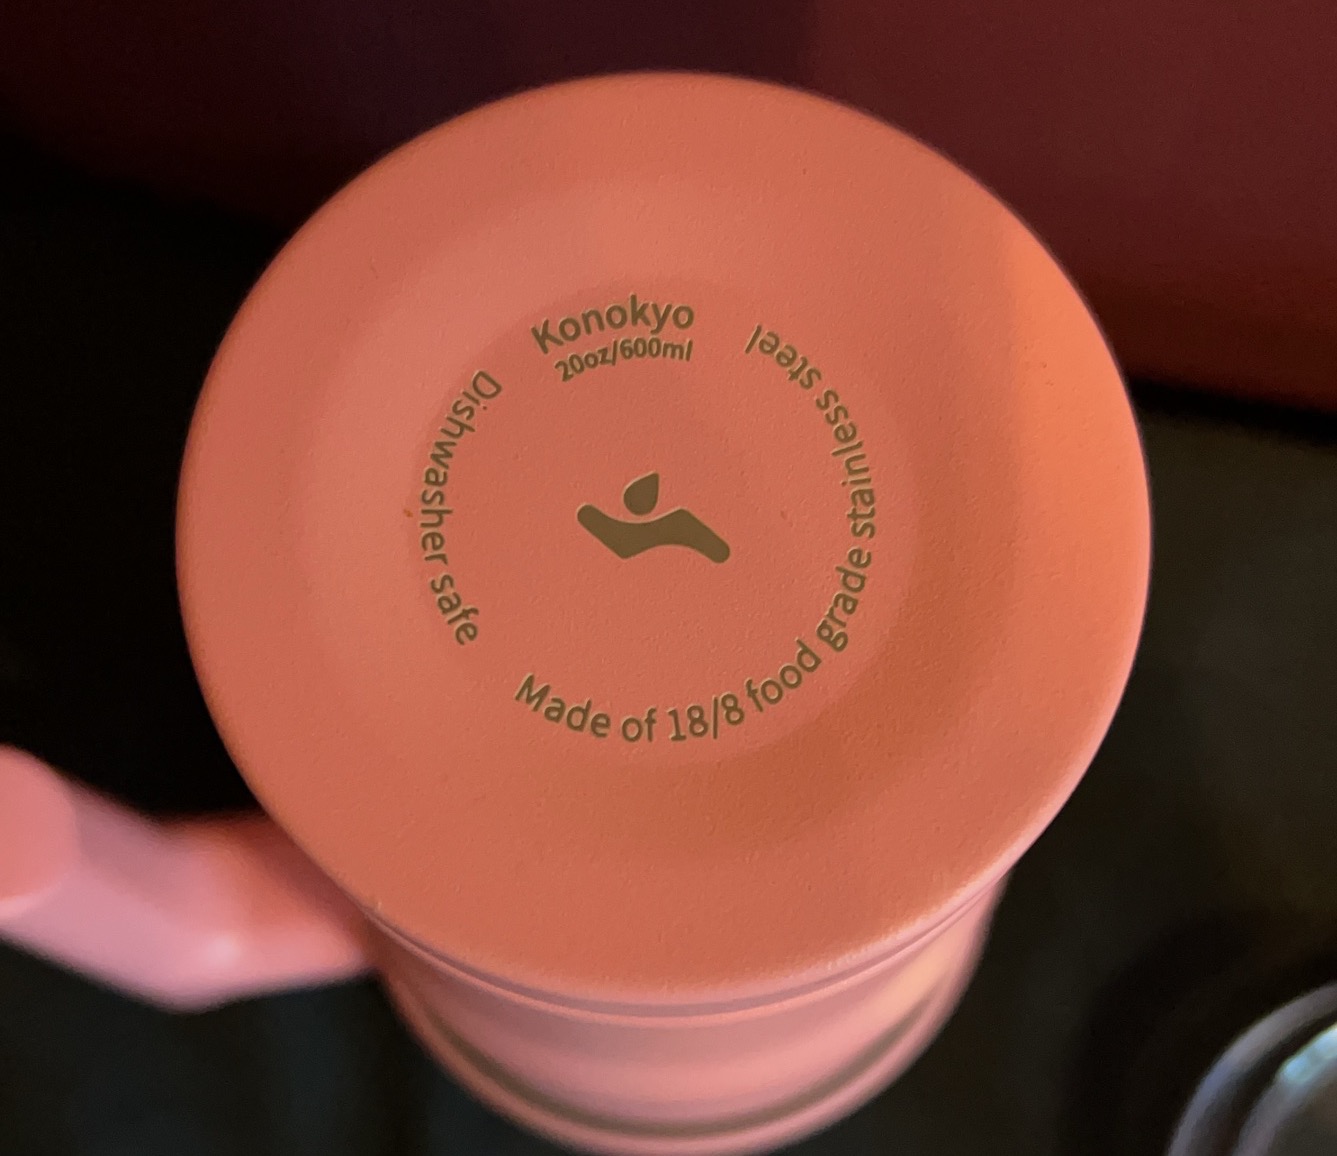 Konokyo
20oz/600ml
Dishwasher safe
Made of 18/8 food grade stainless steel